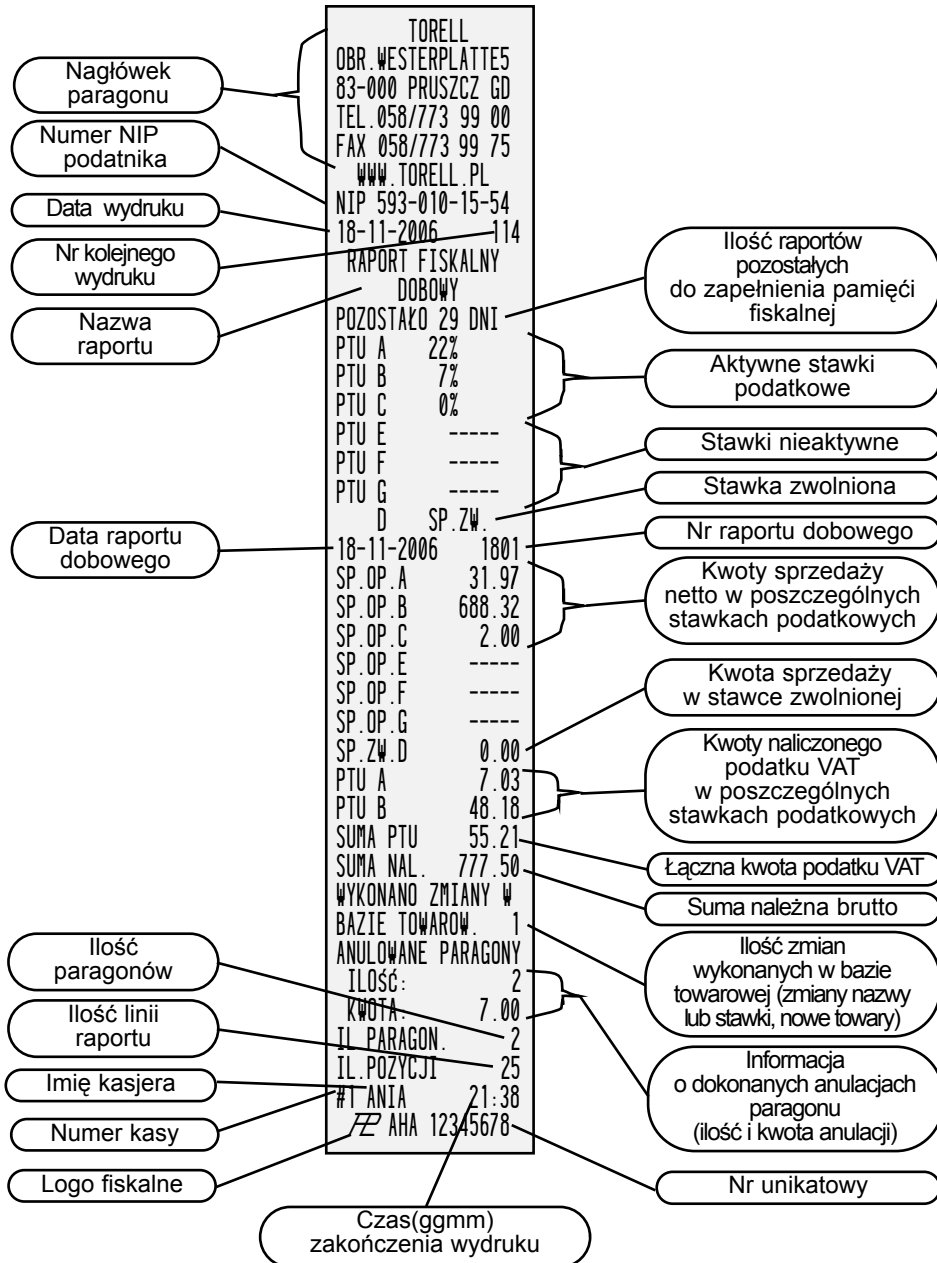 TORELL
OBR.WESTERPLATTE5
83-000 PRUSZCZ GD
TEL.058/773 99 00
FAX 058/773 99 75
WWW.TORELL.PL
NIP 593-010-15-54
18-11-2006 114
RAPORT FISKALNY
DOBOWY
POZOSTAŁO 29 DNI
PTU A 22%
PTU B 7%
PTU C 0%
PTU E -----
PTU F -----
PTU G -----
D SP.ZW.
18-11-2006 1801
SP.OP.A 31.97
SP.OP.B 688.32
SP.OP.C 2.00
SP.OP.E -----
SP.OP.F -----
SP.OP.G -----
SP.ZW.D 0.00
PTU A 7.03
PTU B 48.18
SUMA PTU 55.21
SUMA NAL. 777.50
WYKONANO ZMIANY W
BAZIE TOWAROW. 1
ANULOWANE PARAGONY
ILOŚĆ: 2
KWOTA: 7.00
IL.PARAGON. 2
IL.POZYCJI 25
#1 ANIA 21:38
AHA 12345678
Nagłówek
paragonu
Numer NIP
podatnika
Data wydruku
Nr kolejnego
wydruku
Nazwa
raportu
Data raportu
dobowego
Ilość
paragonów
Ilość linii
raportu
Imię kasjera
Numer kasy
Logo fiskalne
Czas(ggmm)
zakończenia wydruku
Ilość raportów
pozostałych
do zapełnienia pamięći
fiskalnej
Aktywne stawki
podatkowe
Stawki nieaktywne
Stawka zwolniona
Nr raportu dobowego
Kwoty sprzedaży
netto w poszczególnych
stawkach podatkowych
Kwota sprzedaży
w stawce zwolnionej
Kwoty naliczonego
podatku VAT
w poszczególnych
stawkach podatkowych
Łączna kwota podatku VAT
Suma należna brutto
Ilość zmian
wykonanych w bazie
towarowej (zmiany nazwy
lub stawki, nowe towary)
Informacja
o dokonanych anulacjach
paragonu
(ilość i kwota anulacji)
Nr unikatowy